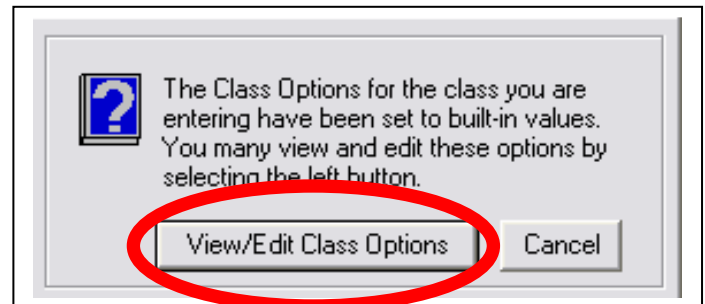 The Class Options for the class you are
entering have been set to built-in values.
You many view and edit these options by
selecting the left button.
View/Edit Class Options
Cancel